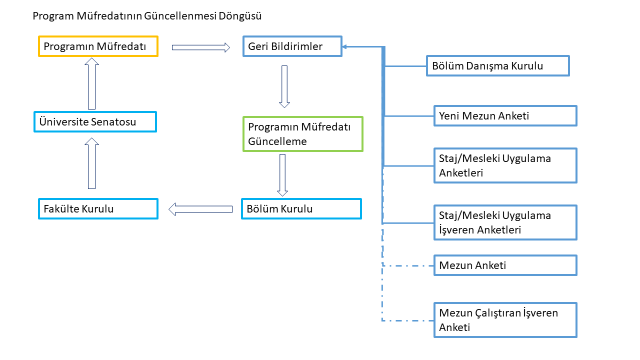 Program Müfredatının Güncellenmesi Döngüsü
Programın Müfredatı
Geri Bildirimler
Bölüm Danışma Kurulu
Üniversite Senatosu
Programın Müfredatı
Güncelleme
Yeni Mezun Anketi
Staj/Mesleki Uygulama
Anketleri
Fakülte Kurulu
Bölüm Kurulu
Staj/Mesleki Uygulama
İşveren Anketleri
Mezun Anketi
Mezun Çalıştıran İşveren
Anketi